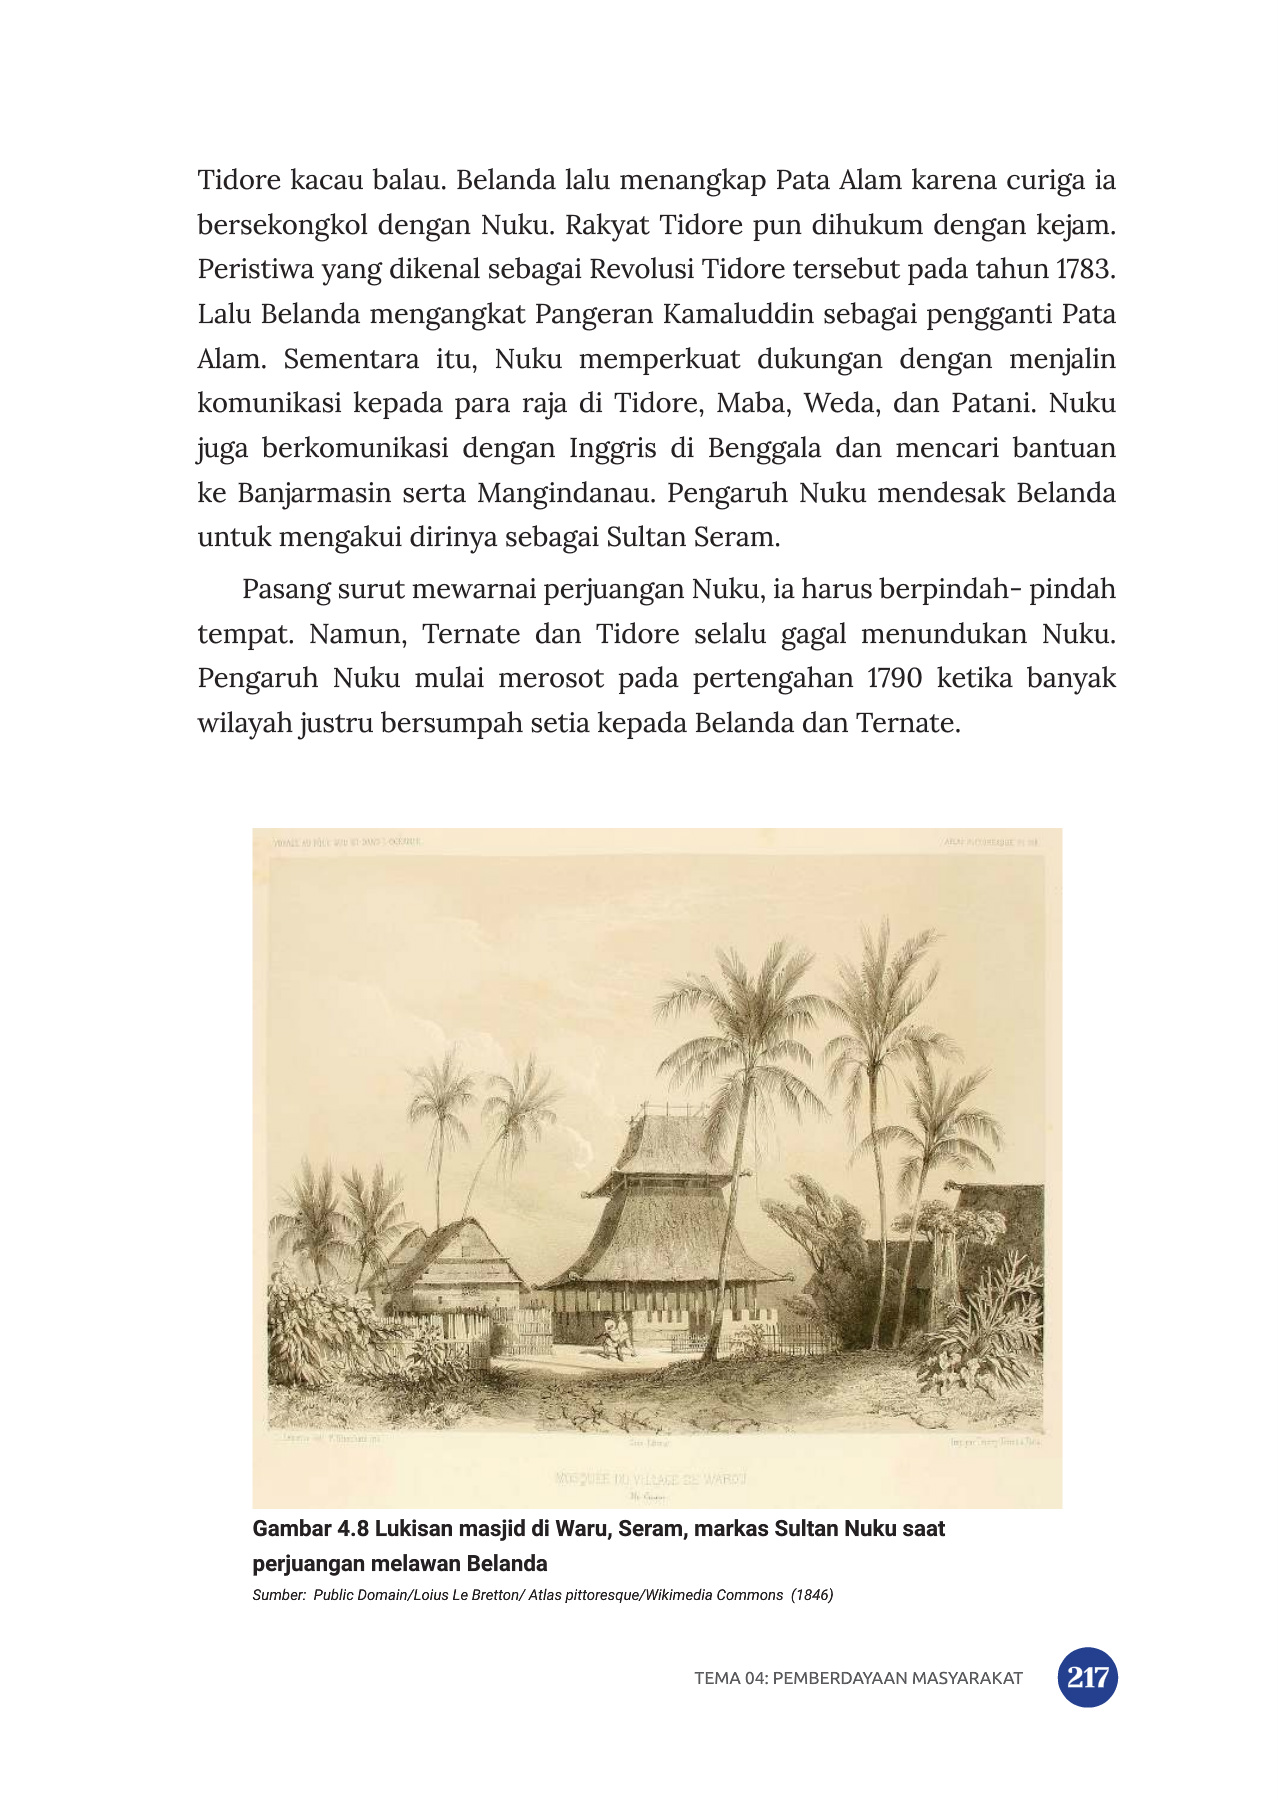 Tidore kacau balau. Belanda lalu menangkap Pata Alam karena curiga ia
bersekongkol dengan Nuku. Rakyat Tidore pun dihukum dengan kejam.
Peristiwa yang dikenal sebagai Revolusi Tidore tersebut pada tahun 1783.
Lalu Belanda mengangkat Pangeran Kamaluddin sebagai pengganti Pata
Alam. Sementara itu, Nuku memperkuat dukungan dengan menjalin
komunikasi kepada para raja di Tidore, Maba, Weda, dan Patani. Nuku
juga berkomunikasi dengan Inggris di Benggala dan mencari bantuan
ke Banjarmasin serta Mangindanau. Pengaruh Nuku mendesak Belanda
untuk mengakui dirinya sebagai Sultan Seram.
Pasang surut mewarnai perjuangan Nuku, ia harus berpindah- pindah
tempat. Namun, Ternate dan Tidore selalu gagal menundukan Nuku.
Pengaruh Nuku mulai merosot pada pertengahan 1790 ketika banyak
wilayah justru bersumpah setia kepada Belanda dan Ternate.
VOYAGE AU PÔLE SUD ET DANS L'OCÉANIE
ATLAS PITTORESQUE
MOSQUÉE DU VILLAGE DE WAROU
Gambar 4.8 Lukisan masjid di Waru, Seram, markas Sultan Nuku saat
perjuangan melawan Belanda
Sumber: Public Domain/Loius Le Bretton/ Atlas pittoresque/Wikimedia Commons (1846)
TEMA 04: PEMBERDAYAAN MASYARAKAT
217